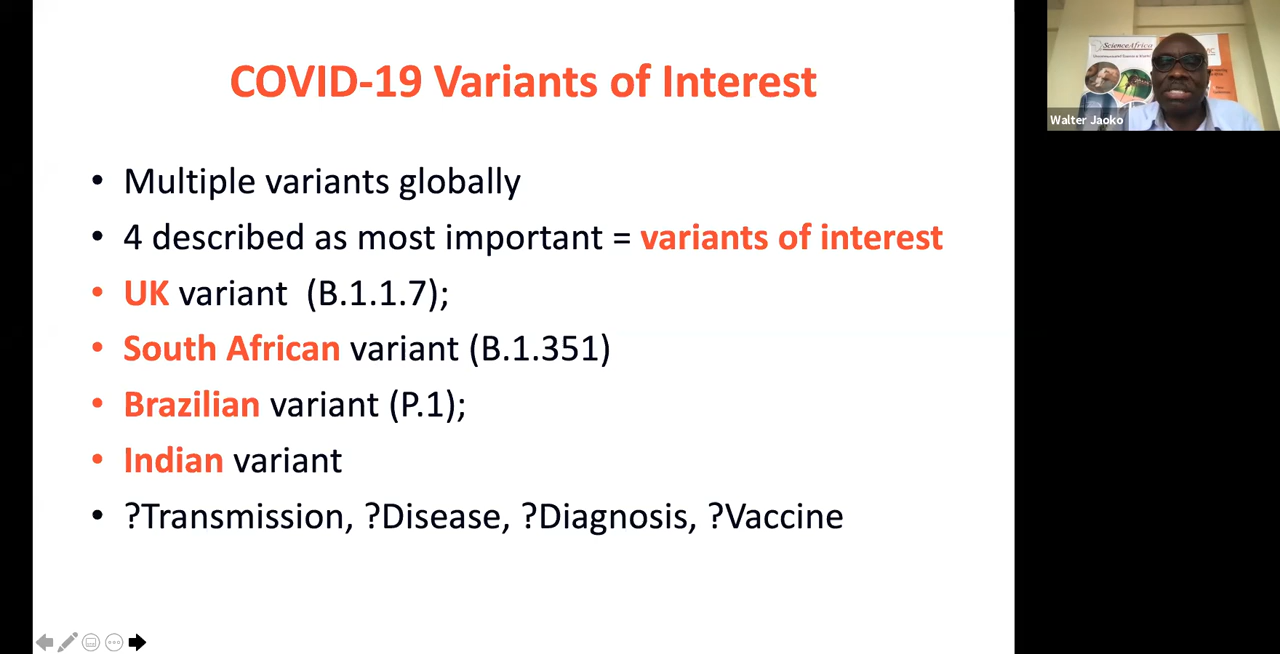 COVID-19 Variants of Interest
• Multiple variants globally
• 4 described as most important = variants of interest
• UK variant (B.1.1.7);
• South African variant (B.1.351)
• Brazilian variant (P.1);
• Indian variant
• ?Transmission, ?Disease, ?Diagnosis, ?Vaccine
ScienceAfrica
Walter Jaoko